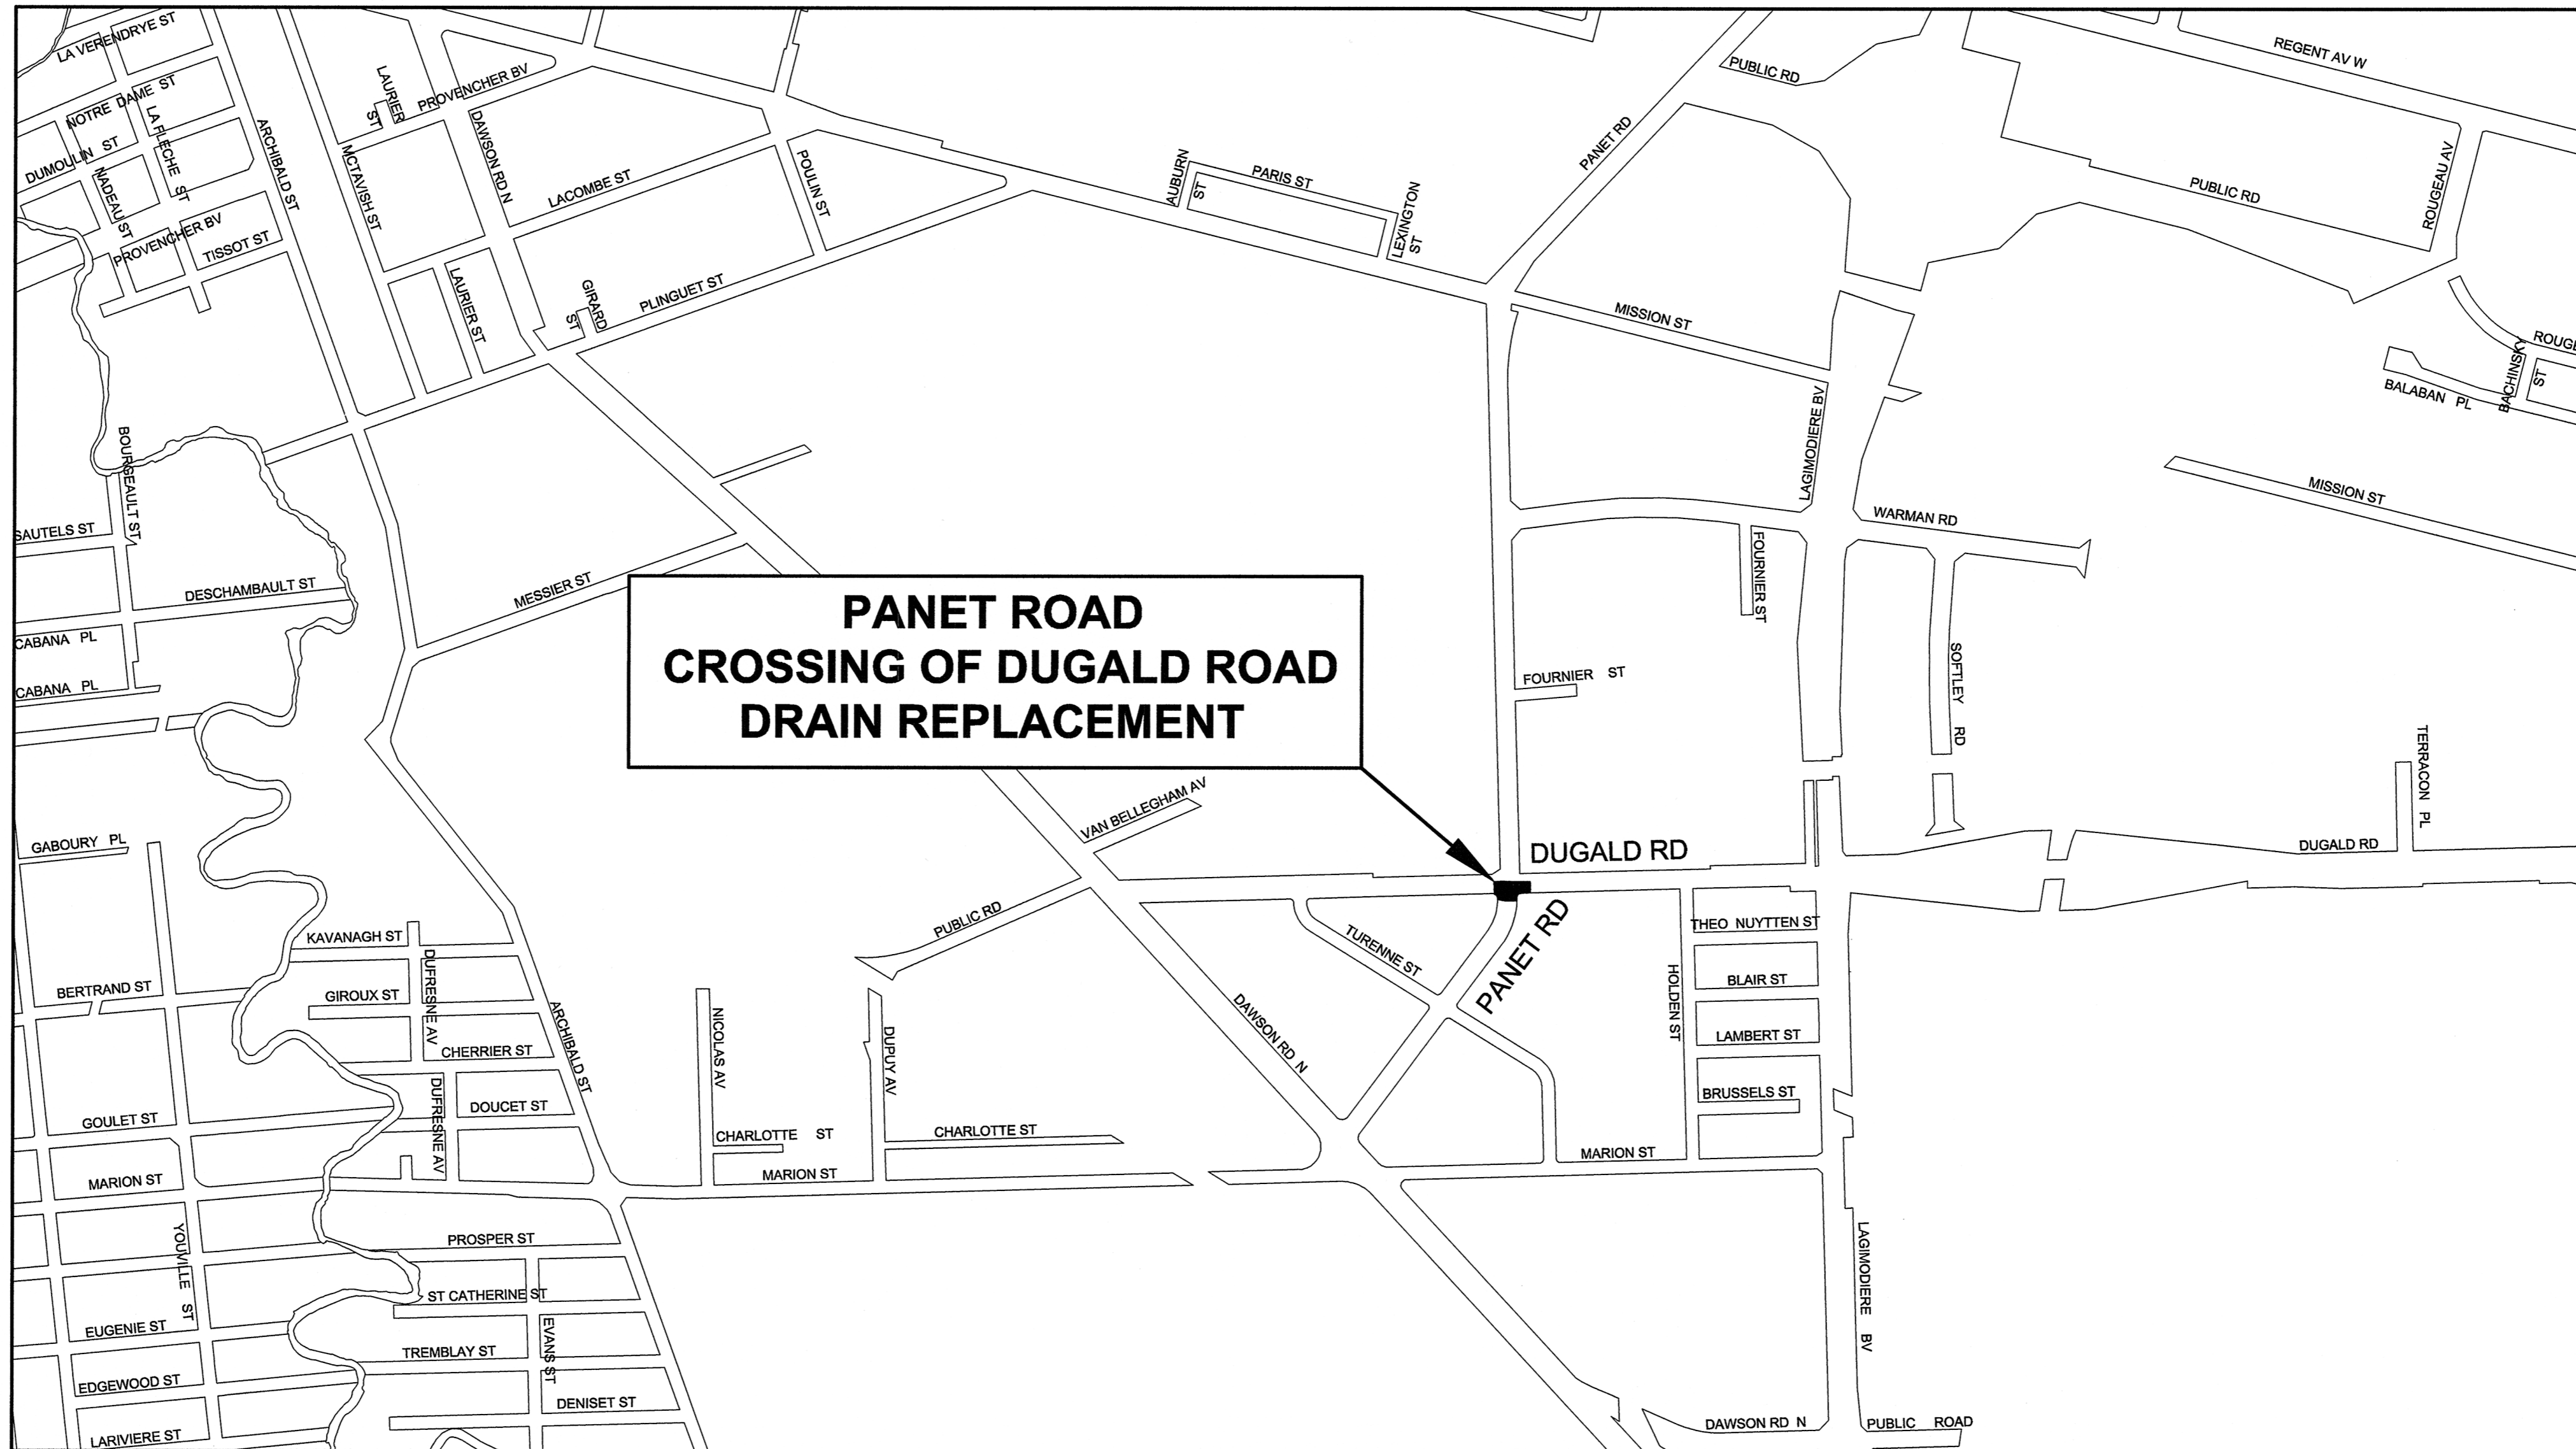 LA VERENDRYE ST
NOTRE DAME ST
DUMOULIN ST
LA FLECHE ST
NADEAU ST
PROVENCHER BV
TISSOT ST
ARCHIBALD ST
MCTAVISH ST
LAURIER ST
PROVENCHER BV
DAWSON RD N
LACOMBE ST
POULIN ST
LAURIER ST
GIRARD ST
PLINGUET ST
AUBURN ST
PARIS ST
LEXINGTON ST
PANET RD
PUBLIC RD
REGENT AV W
PUBLIC RD
ROUGEAU AV
MISSION ST
LAGIMODIERE BV
ROUGE
BACHINSKY ST
BALABAN PL
MISSION ST
WARMAN RD
FOURNIER ST
FOURNIER ST
SOFTLEY RD
TERRACON PL
BOURGEAULT ST
SAUTELS ST
DESCHAMBAULT ST
CABANA PL
CABANA PL
MESSIER ST
PANET ROAD
CROSSING OF DUGALD ROAD
DRAIN REPLACEMENT
VAN BELLEGHAM AV
DUGALD RD
DUGALD RD
GABOURY PL
PUBLIC RD
TURENNE ST
PANET RD
HOLDEN ST
THEO NUYTTEN ST
BLAIR ST
LAMBERT ST
BRUSSELS ST
KAVANAGH ST
DUFRESNE AV
BERTRAND ST
GIROUX ST
CHERRIER ST
ARCHIBALD ST
NICOLAS AV
DUPUY AV
DAWSON RD N
DUFRESNE AV
DOUCET ST
GOULET ST
CHARLOTTE ST
CHARLOTTE ST
MARION ST
MARION ST
MARION ST
YOUVILLE ST
PROSPER ST
ST CATHERINE ST
EUGENIE ST
EVANS ST
TREMBLAY ST
EDGEWOOD ST
DENISET ST
LARIVIERE ST
LAGIMODIERE BV
DAWSON RD N
PUBLIC ROAD